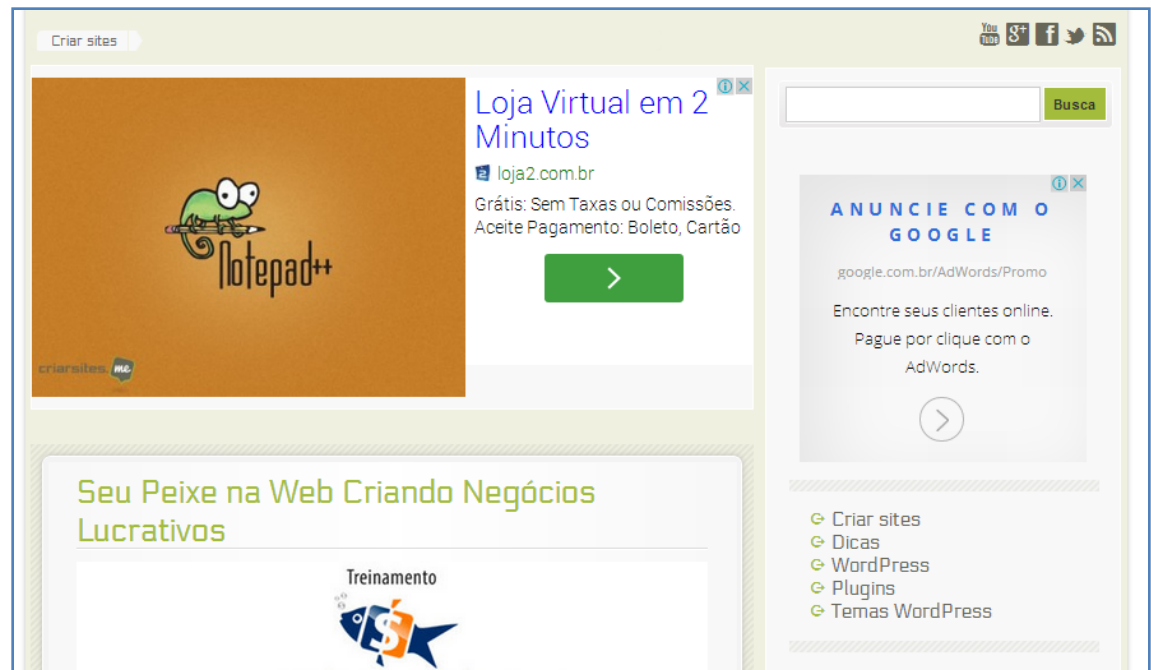 Criar sites
You
Tube
g+
f
Loja Virtual em 2
Minutos
loja2.com.br
Grátis: Sem Taxas ou Comissões.
Aceite Pagamento: Boleto, Cartão
Notepad++
criarsites.me
Busca
ANUNCIE COM O
GOOGLE
google.com.br/AdWords/Promo
Encontre seus clientes online.
Pague por clique com o
AdWords.
Seu Peixe na Web Criando Negócios
Lucrativos
Treinamento
$
Criar sites
Dicas
WordPress
Plugins
Temas WordPress